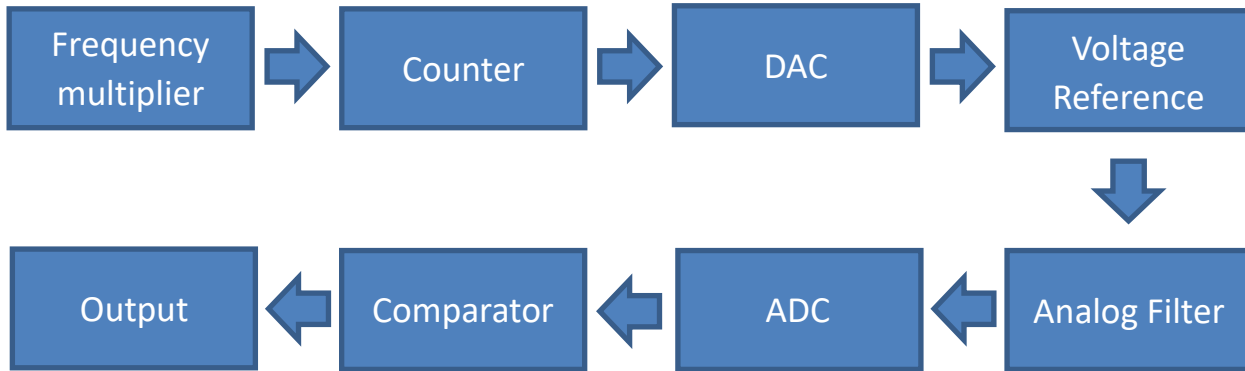 Frequency
multiplier
Counter
DAC
Voltage
Reference
Analog Filter
ADC
Comparator
Output